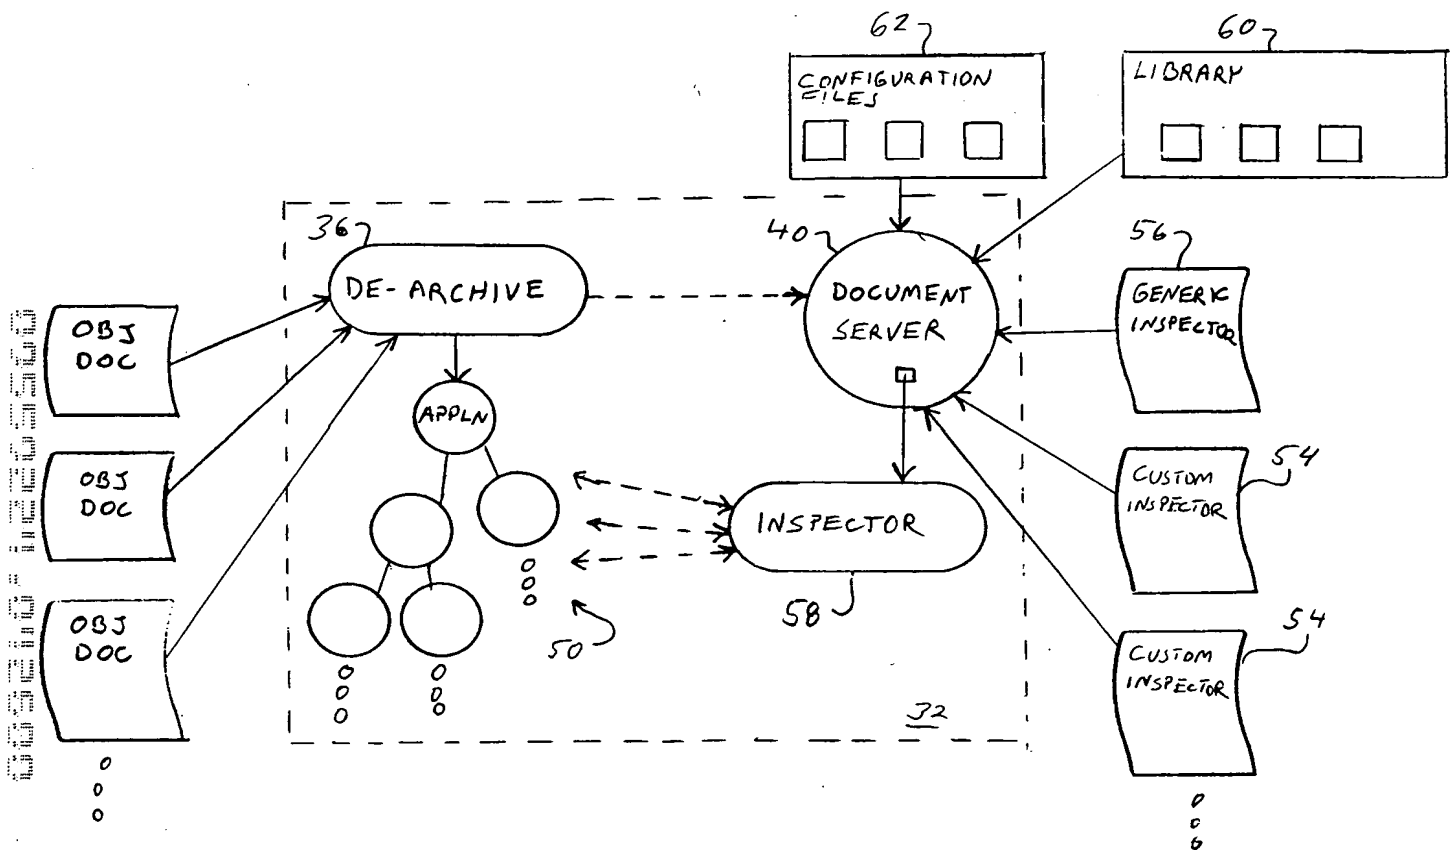 62
60
CONFIGURATION
FILES
LIBRARY
36
40
56
DE-ARCHIVE
DOCUMENT
SERVER
GENERIC
INSPECTOR
OBJ
DOC
APPLN
OBJ
DOC
CUSTOM
INSPECTOR
54
INSPECTOR
58
50
OBJ
DOC
CUSTOM
INSPECTOR
54
32